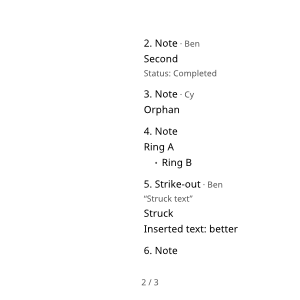 2. Note · Ben
Second
Status: Completed
3. Note · Cy
Orphan
4. Note
Ring A
· Ring B
5. Strike-out · Ben
“Struck text”
Struck
Inserted text: better
6. Note
2 / 3